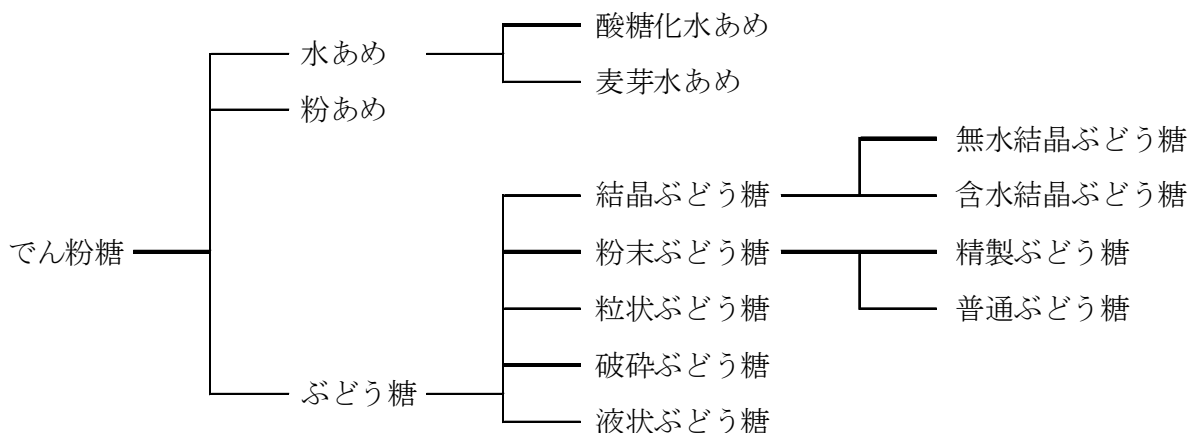 酸糖化水あめ
水あめ
麦芽水あめ
粉あめ
無水結晶ぶどう糖
結晶ぶどう糖
含水結晶ぶどう糖
でん粉糖
粉末ぶどう糖
精製ぶどう糖
粒状ぶどう糖
普通ぶどう糖
破砕ぶどう糖
ぶどう糖
液状ぶどう糖